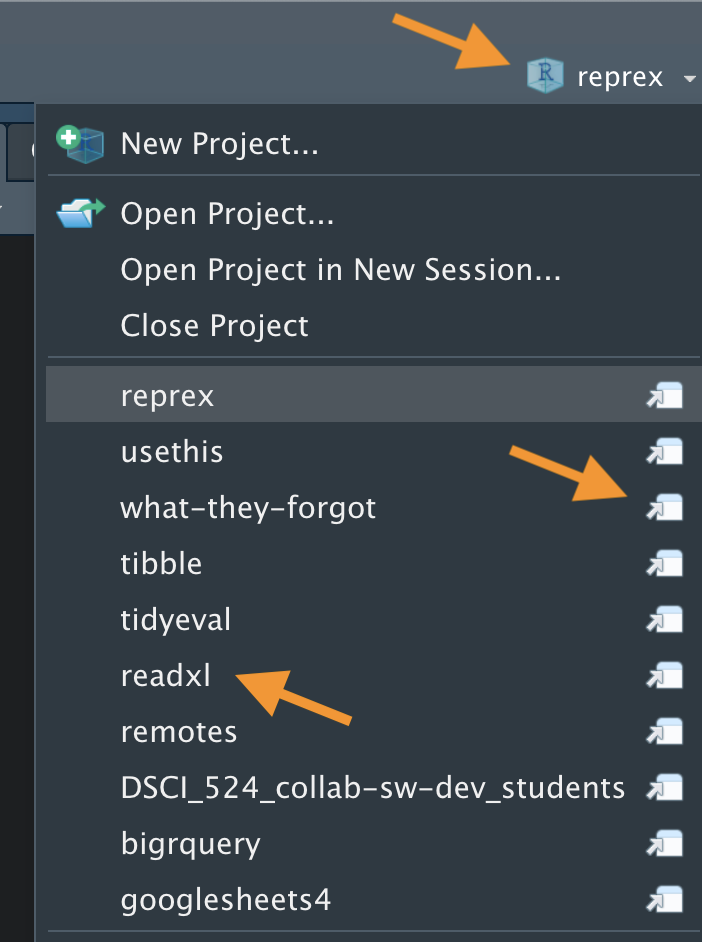 R reprex
New Project...
Open Project...
Open Project in New Session...
Close Project
reprex
usethis
what-they-forgot
tibble
tidyeval
readxl
remotes
DSCI_524_collab-sw-dev_students
bigrquery
googlesheets4